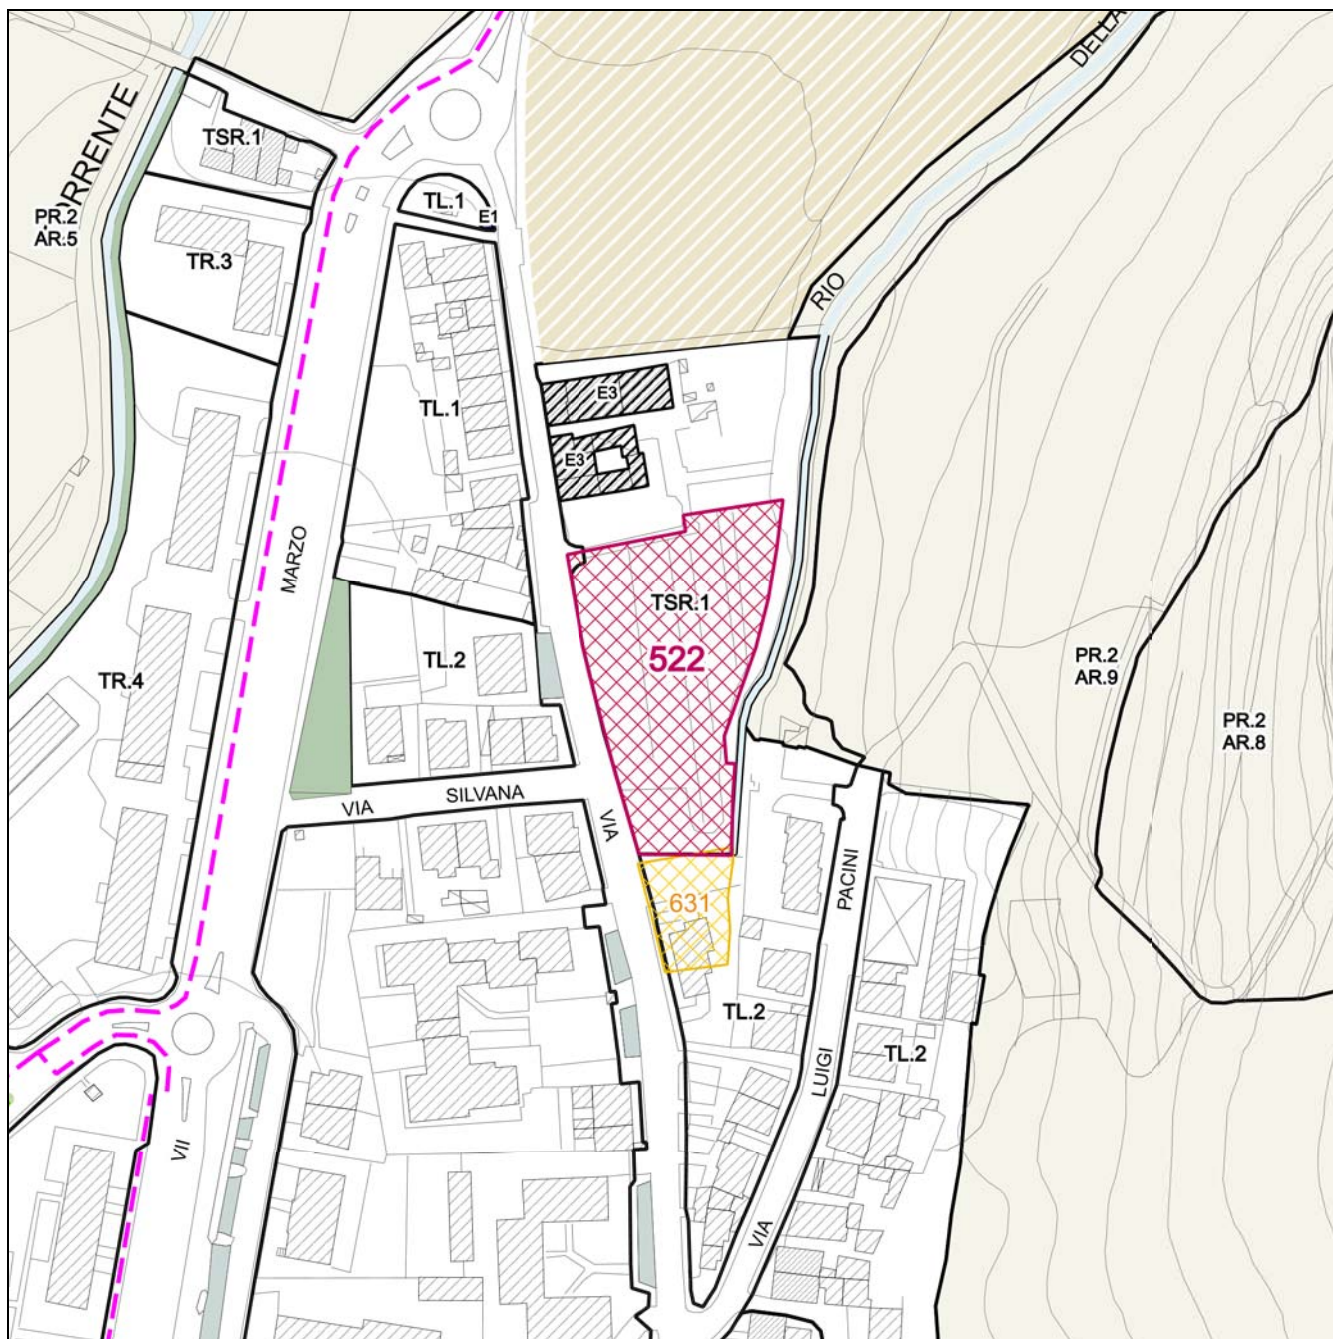 DELLA
TORRENTE
TSR.1
PR.2
AR.5
TL.1
E1
TR.3
RIO
E3
TL.1
E3
MARZO
TSR.1
522
TL.2
PR.2
AR.9
TR.4
PR.2
AR.8
VIA
SILVANA
VIA
PACINI
631
TL.2
LUIGI
TL.2
VII
VIA